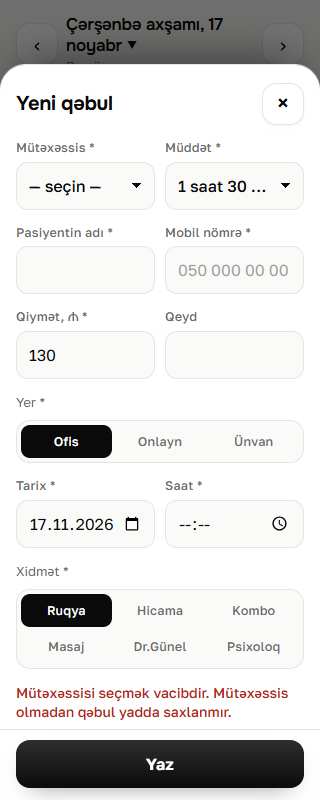 Çərşənbə axşamı, 17
noyabr ▼
‹
›
Yeni qəbul
×
Mütəxəssis *
Müddət *
— seçin —
1 saat 30 ...
Pasiyentin adı *
Mobil nömrə *
050 000 00 00
Qiymət, ₼ *
Qeyd
130
Yer *
Ofis
Onlayn
Ünvan
Tarix *
Saat *
17.11.2026
--:--
Xidmət *
Ruqya
Hicama
Kombo
Masaj
Dr.Günel
Psixoloq
Mütəxəssisi seçmək vacibdir. Mütəxəssis
olmadan qəbul yadda saxlanmır.
Yaz